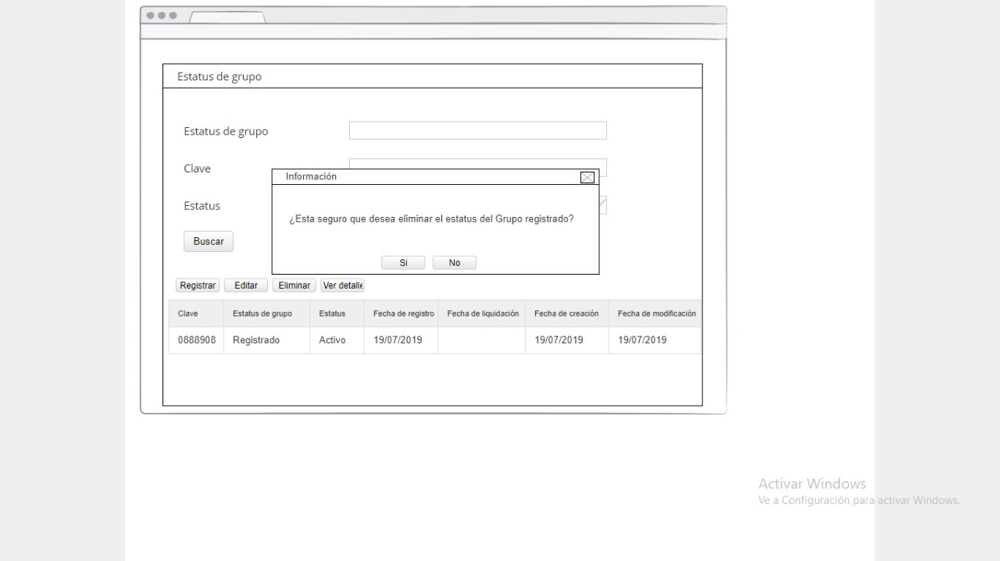 Estatus de grupo
Estatus de grupo
Clave
Información
Estatus
¿Esta seguro que desea eliminar el estatus del Grupo registrado?
Buscar
Si No
Registrar Editar Eliminar Ver detalle
Clave Estatus de grupo Estatus Fecha de registro Fecha de liquidación Fecha de creación Fecha de modificación
0888908 Registrado Activo 19/07/2019 19/07/2019 19/07/2019
Activar Windows
Ve a Configuración para activar Windows.